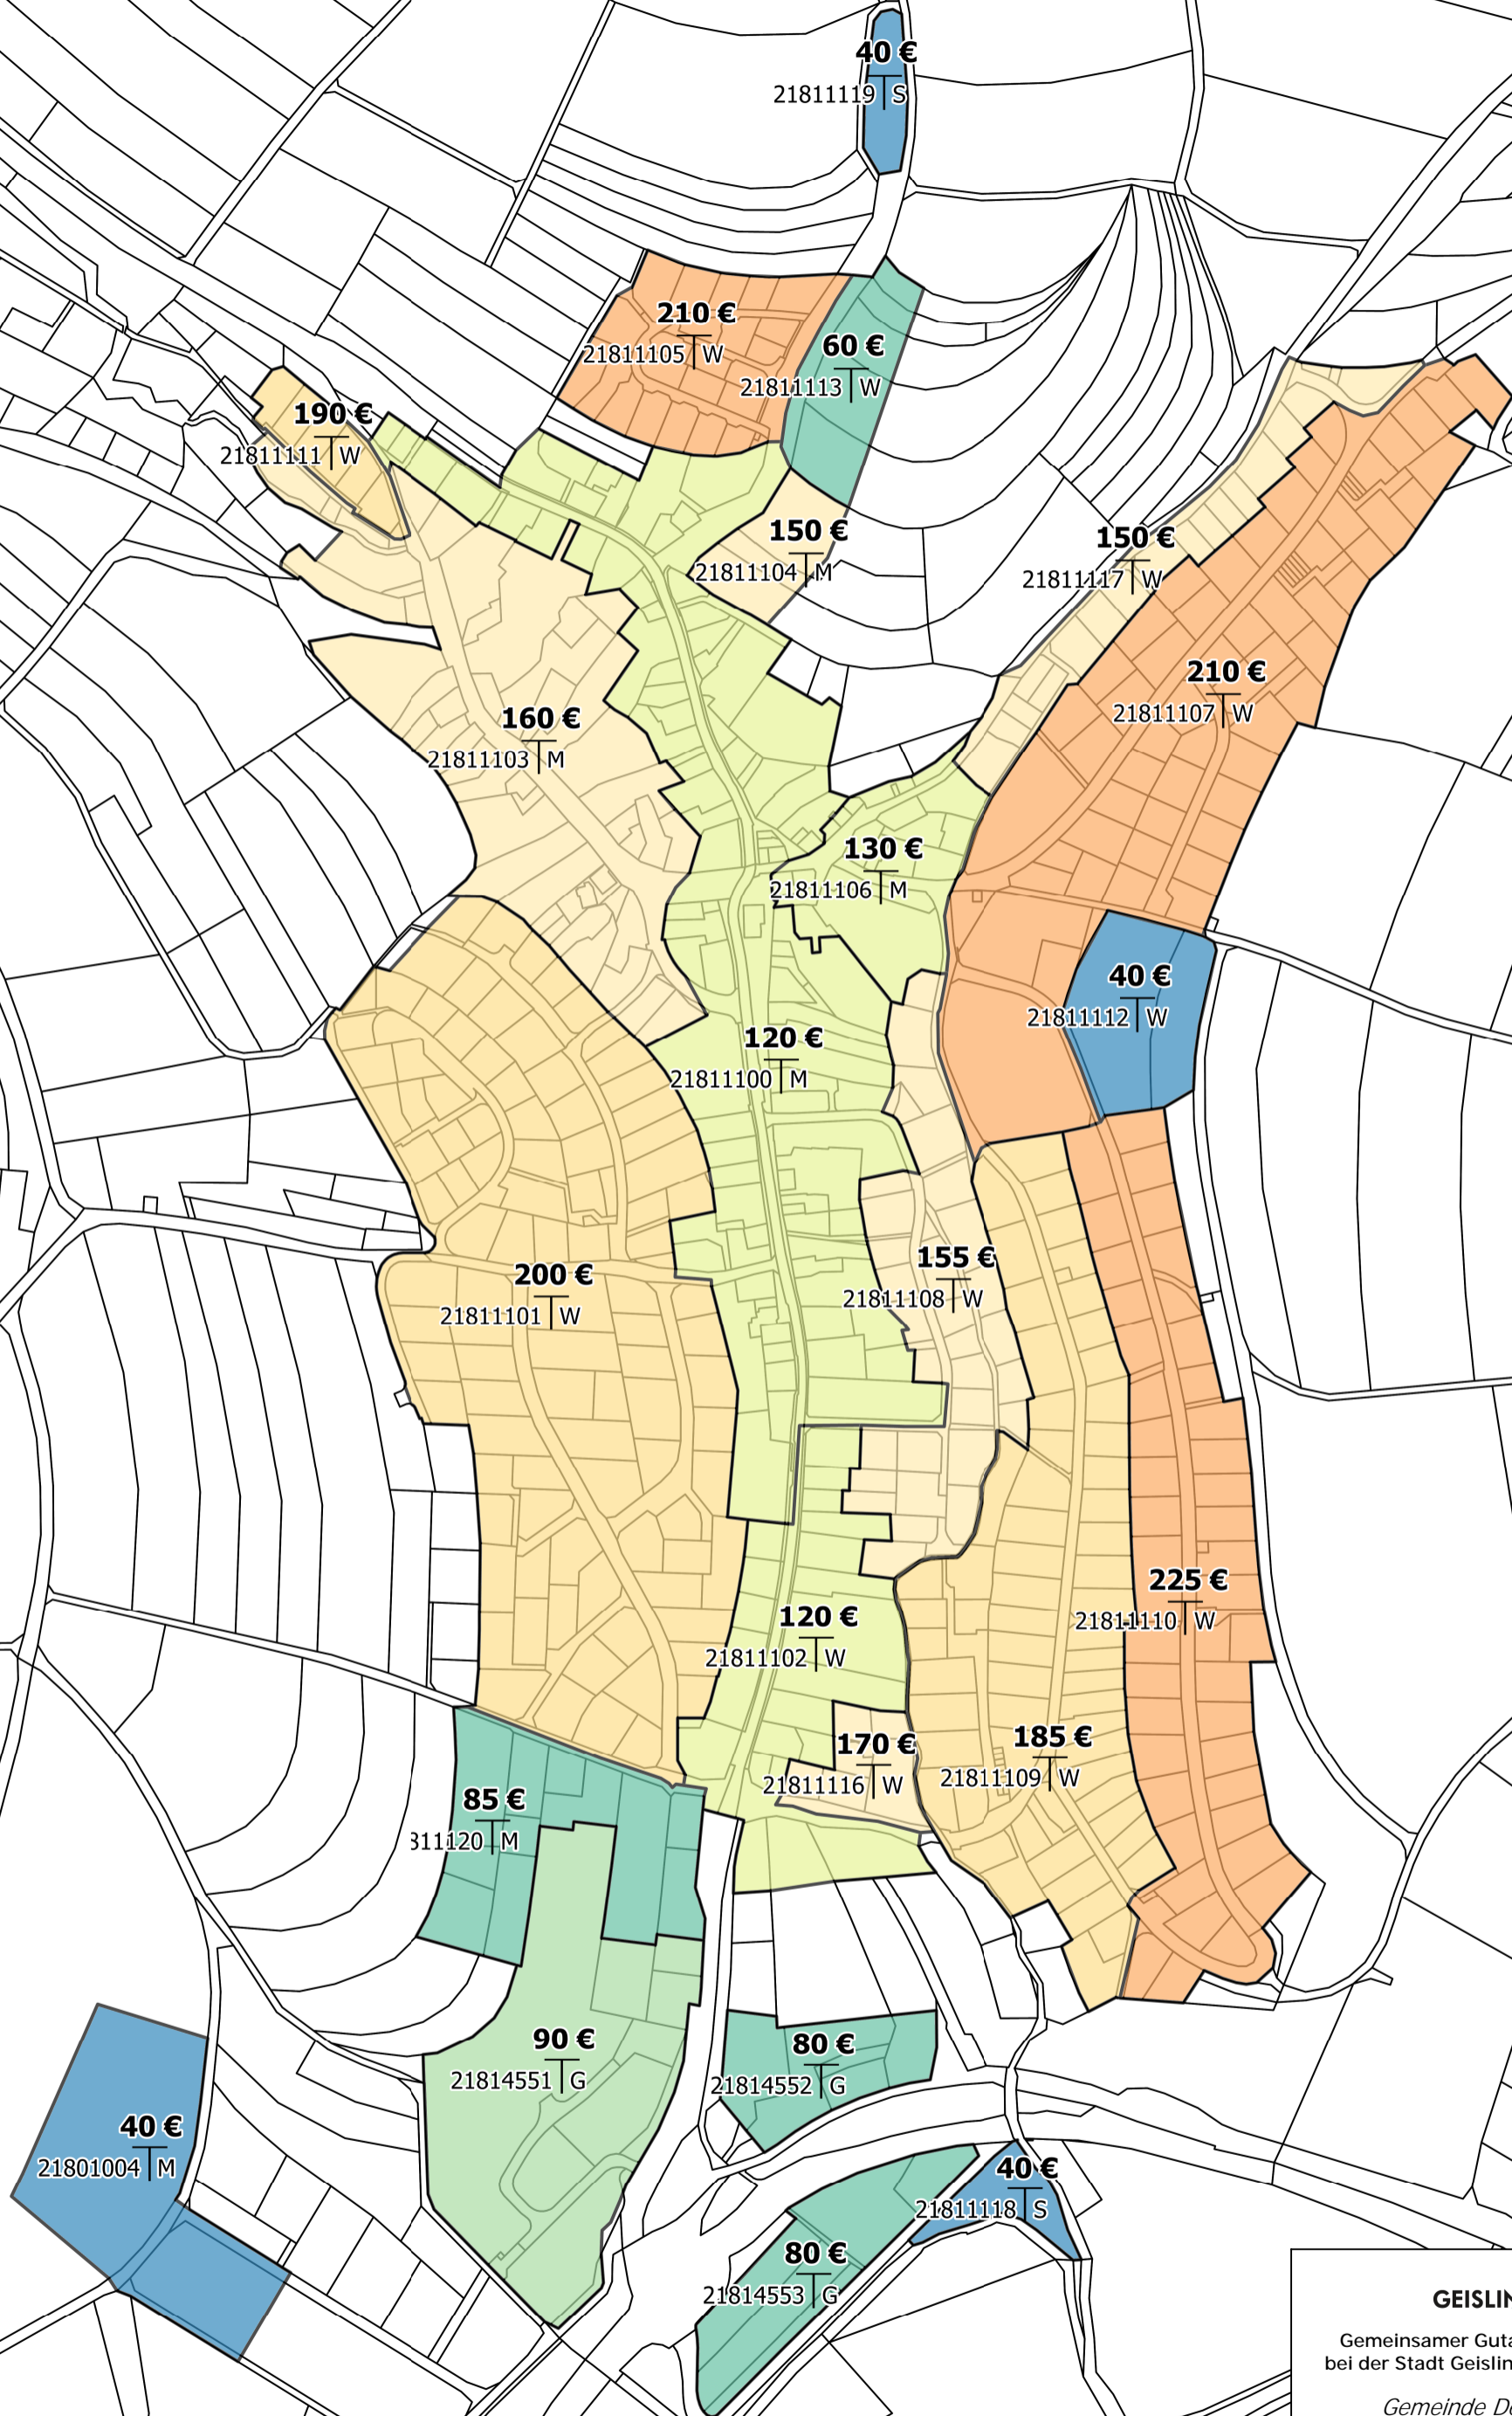 40 €
21811119 S
210 €
21811105 W
60 €
21811113 W
190 €
21811111 W
150 €
21811104 M
150 €
21811117 W
210 €
21811107 W
160 €
21811103 M
130 €
21811106 M
40 €
21811112 W
120 €
21811100 M
155 €
21811108 W
200 €
21811101 W
225 €
21811110 W
120 €
21811102 W
170 €
21811116 W
185 €
21811109 W
85 €
811120 M
90 €
21814551 G
80 €
21814552 G
40 €
21801004 M
40 €
21811118 S
80 €
21814553 G
GEISLIN
Gemeinsamer Guta
bei der Stadt Geislin
Gemeinde De